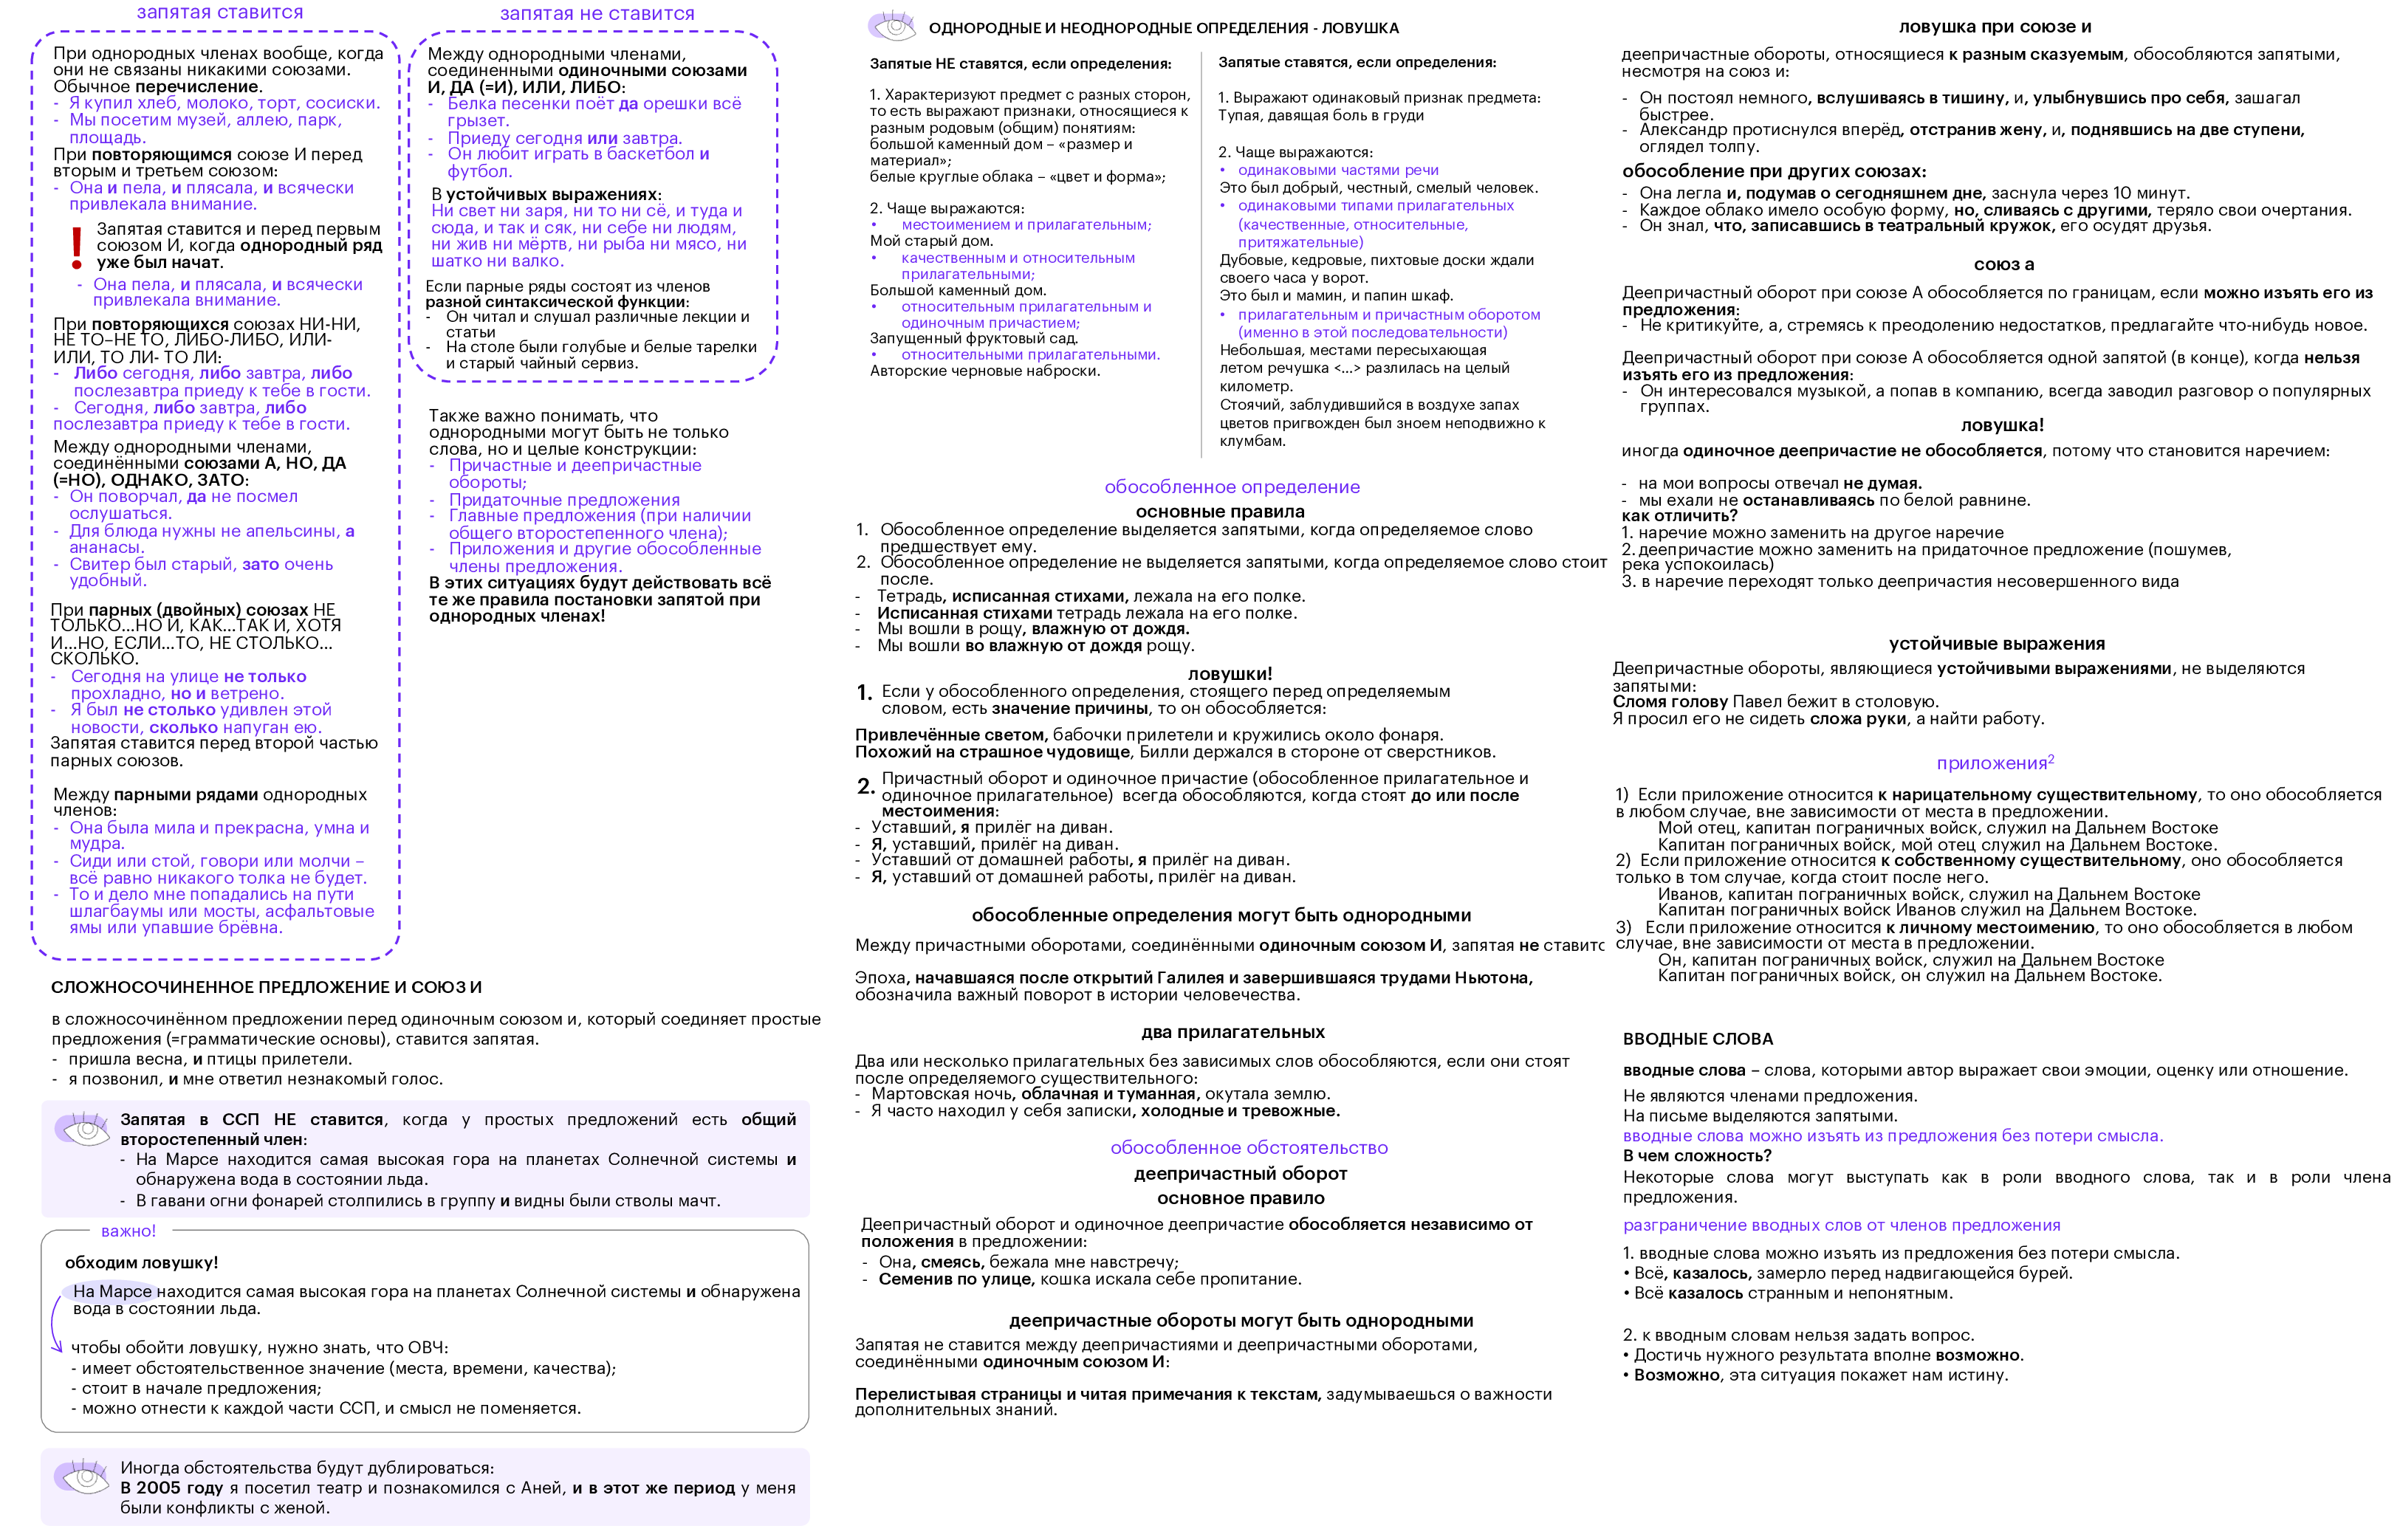 запятая ставится
При однородных членах вообще, когда
они не связаны никакими союзами.
Обычное перечисление.
- Я купил хлеб, молоко, торт, сосиски.
- Мы посетим музей, аллею, парк,
площадь.
При повторяющимся союзе И перед
вторым и третьем союзом:
- Она и пела, и плясала, и всячески
привлекала внимание.
! Запятая ставится и перед первым
союзом И, когда однородный ряд
уже был начат.
- Она пела, и плясала, и всячески
привлекала внимание.
При повторяющихся союзах НИ-НИ,
НЕ ТО–НЕ ТО, ЛИБО-ЛИБО, ИЛИ-
ИЛИ, ТО ЛИ- ТО ЛИ:
- Либо сегодня, либо завтра, либо
послезавтра приеду к тебе в гости.
- Сегодня, либо завтра, либо
послезавтра приеду к тебе в гости.
Между однородными членами,
соединёнными союзами А, НО, ДА
(=НО), ОДНАКО, ЗАТО:
- Он поворчал, да не посмел
ослушаться.
- Для блюда нужны не апельсины, а
ананасы.
- Свитер был старый, зато очень
удобный.
При парных (двойных) союзах НЕ
ТОЛЬКО...НО И, КАК...ТАК И, ХОТЯ
И...НО, ЕСЛИ...ТО, НЕ СТОЛЬКО...
СКОЛЬКО.
- Сегодня на улице не только
прохладно, но и ветрено.
- Я был не столько удивлен этой
новости, сколько напуган ею.
Запятая ставится перед второй частью
парных союзов.
Между парными рядами однородных
членов:
- Она была мила и прекрасна, умна и
мудра.
- Сиди или стой, говори или молчи –
всё равно никакого толка не будет.
- То и дело мне попадались на пути
шлагбаумы или мосты, асфальтовые
ямы или упавшие брёвна.
запятая не ставится
Между однородными членами,
соединенными одиночными союзами
И, ДА (=И), ИЛИ, ЛИБО:
- Белка песенки поёт да орешки всё
грызет.
- Приеду сегодня или завтра.
- Он любит играть в баскетбол и
футбол.
В устойчивых выражениях:
Ни свет ни заря, ни то ни сё, и туда и
сюда, и так и сяк, ни себе ни людям,
ни жив ни мёртв, ни рыба ни мясо, ни
шатко ни валко.
Если парные ряды состоят из членов
разной синтаксической функции:
- Он читал и слушал различные лекции и
статьи
- На столе были голубые и белые тарелки
и старый чайный сервиз.
Также важно понимать, что
однородными могут быть не только
слова, но и целые конструкции:
- Причастные и деепричастные
обороты;
- Придаточные предложения
- Главные предложения (при наличии
общего второстепенного члена);
- Приложения и другие обособленные
члены предложения.
В этих ситуациях будут действовать всё
те же правила постановки запятой при
однородных членах!
СЛОЖНОСОЧИНЕННОЕ ПРЕДЛОЖЕНИЕ И СОЮЗ И
в сложносочинённом предложении перед одиночным союзом и, который соединяет простые
предложения (=грамматические основы), ставится запятая.
- пришла весна, и птицы прилетели.
- я позвонил, и мне ответил незнакомый голос.
Запятая в ССП НЕ ставится, когда у простых предложений есть общий
второстепенный член:
- На Марсе находится самая высокая гора на планетах Солнечной системы и
обнаружена вода в состоянии льда.
- В гавани огни фонарей столпились в группу и видны были стволы мачт.
важно!
обходим ловушку!
На Марсе находится самая высокая гора на планетах Солнечной системы и обнаружена
вода в состоянии льда.
чтобы обойти ловушку, нужно знать, что ОВЧ:
- имеет обстоятельственное значение (места, времени, качества);
- стоит в начале предложения;
- можно отнести к каждой части ССП, и смысл не поменяется.
Иногда обстоятельства будут дублироваться:
В 2005 году я посетил театр и познакомился с Аней, и в этот же период у меня
были конфликты с женой.
ОДНОРОДНЫЕ И НЕОДНОРОДНЫЕ ОПРЕДЕЛЕНИЯ - ЛОВУШКА
Запятые НЕ ставятся, если определения:
1. Характеризуют предмет с разных сторон,
то есть выражают признаки, относящиеся к
разным родовым (общим) понятиям:
большой каменный дом – «размер и
материал»;
белые круглые облака – «цвет и форма»;
2. Чаще выражаются:
• местоимением и прилагательным;
Мой старый дом.
• качественным и относительным
прилагательными;
Большой каменный дом.
• относительным прилагательным и
одиночным причастием;
Запущенный фруктовый сад.
• относительными прилагательными.
Авторские черновые наброски.
Запятые ставятся, если определения:
1. Выражают одинаковый признак предмета:
Тупая, давящая боль в груди
2. Чаще выражаются:
• одинаковыми частями речи
Это был добрый, честный, смелый человек.
• одинаковыми типами прилагательных
(качественные, относительные,
притяжательные)
Дубовые, кедровые, пихтовые доски ждали
своего часа у ворот.
Это был и мамин, и папин шкаф.
• прилагательным и причастным оборотом
(именно в этой последовательности)
Небольшая, местами пересыхающая
летом речушка <...> разлилась на целый
километр.
Стоячий, заблудившийся в воздухе запах
цветов пригвожден был зноем неподвижно к
клумбам.
обособленное определение
основные правила
1. Обособленное определение выделяется запятыми, когда определяемое слово
предшествует ему.
2. Обособленное определение не выделяется запятыми, когда определяемое слово стоит
после.
- Тетрадь, исписанная стихами, лежала на его полке.
- Исписанная стихами тетрадь лежала на его полке.
- Мы вошли в рощу, влажную от дождя.
- Мы вошли во влажную от дождя рощу.
ловушки!
1. Если у обособленного определения, стоящего перед определяемым
словом, есть значение причины, то он обособляется:
Привлечённые светом, бабочки прилетели и кружились около фонаря.
Похожий на страшное чудовище, Билли держался в стороне от сверстников.
2. Причастный оборот и одиночное причастие (обособленное прилагательное и
одиночное прилагательное) всегда обособляются, когда стоят до или после
местоимения:
- Уставший, я прилёг на диван.
- Я, уставший, прилёг на диван.
- Уставший от домашней работы, я прилёг на диван.
- Я, уставший от домашней работы, прилёг на диван.
обособленные определения могут быть однородными
Между причастными оборотами, соединёнными одиночным союзом И, запятая не ставитс
Эпоха, начавшаяся после открытий Галилея и завершившаяся трудами Ньютона,
обозначила важный поворот в истории человечества.
два прилагательных
Два или несколько прилагательных без зависимых слов обособляются, если они стоят
после определяемого существительного:
- Мартовская ночь, облачная и туманная, окутала землю.
- Я часто находил у себя записки, холодные и тревожные.
обособленное обстоятельство
деепричастный оборот
основное правило
Деепричастный оборот и одиночное деепричастие обособляется независимо от
положения в предложении:
- Она, смеясь, бежала мне навстречу;
- Семенив по улице, кошка искала себе пропитание.
деепричастные обороты могут быть однородными
Запятая не ставится между деепричастиями и деепричастными оборотами,
соединёнными одиночным союзом И:
Перелистывая страницы и читая примечания к текстам, задумываешься о важности
дополнительных знаний.
ловушка при союзе и
деепричастные обороты, относящиеся к разным сказуемым, обособляются запятыми,
несмотря на союз и:
- Он постоял немного, вслушиваясь в тишину, и, улыбнувшись про себя, зашагал
быстрее.
- Александр протиснулся вперёд, отстранив жену, и, поднявшись на две ступени,
оглядел толпу.
обособление при других союзах:
- Она легла и, подумав о сегодняшнем дне, заснула через 10 минут.
- Каждое облако имело особую форму, но, сливаясь с другими, теряло свои очертания.
- Он знал, что, записавшись в театральный кружок, его осудят друзья.
союз а
Деепричастный оборот при союзе А обособляется по границам, если можно изъять его из
предложения:
- Не критикуйте, а, стремясь к преодолению недостатков, предлагайте что-нибудь новое.
Деепричастный оборот при союзе А обособляется одной запятой (в конце), когда нельзя
изъять его из предложения:
- Он интересовался музыкой, а попав в компанию, всегда заводил разговор о популярных
группах.
ловушка!
иногда одиночное деепричастие не обособляется, потому что становится наречием:
- на мои вопросы отвечал не думая.
- мы ехали не останавливаясь по белой равнине.
как отличить?
1. наречие можно заменить на другое наречие
2. деепричастие можно заменить на придаточное предложение (пошумев,
река успокоилась)
3. в наречие переходят только деепричастия несовершенного вида
устойчивые выражения
Деепричастные обороты, являющиеся устойчивыми выражениями, не выделяются
запятыми:
Сломя голову Павел бежит в столовую.
Я просил его не сидеть сложа руки, а найти работу.
приложения²
1) Если приложение относится к нарицательному существительному, то оно обособляется
в любом случае, вне зависимости от места в предложении.
Мой отец, капитан пограничных войск, служил на Дальнем Востоке
Капитан пограничных войск, мой отец служил на Дальнем Востоке.
2) Если приложение относится к собственному существительному, оно обособляется
только в том случае, когда стоит после него.
Иванов, капитан пограничных войск, служил на Дальнем Востоке
Капитан пограничных войск Иванов служил на Дальнем Востоке.
3) Если приложение относится к личному местоимению, то оно обособляется в любом
случае, вне зависимости от места в предложении.
Он, капитан пограничных войск, служил на Дальнем Востоке
Капитан пограничных войск, он служил на Дальнем Востоке.
ВВОДНЫЕ СЛОВА
вводные слова – слова, которыми автор выражает свои эмоции, оценку или отношение.
Не являются членами предложения.
На письме выделяются запятыми.
вводные слова можно изъять из предложения без потери смысла.
В чем сложность?
Некоторые слова могут выступать как в роли вводного слова, так и в роли члена
предложения.
разграничение вводных слов от членов предложения
1. вводные слова можно изъять из предложения без потери смысла.
• Всё, казалось, замерло перед надвигающейся бурей.
• Всё казалось странным и непонятным.
2. к вводным словам нельзя задать вопрос.
• Достичь нужного результата вполне возможно.
• Возможно, эта ситуация покажет нам истину.